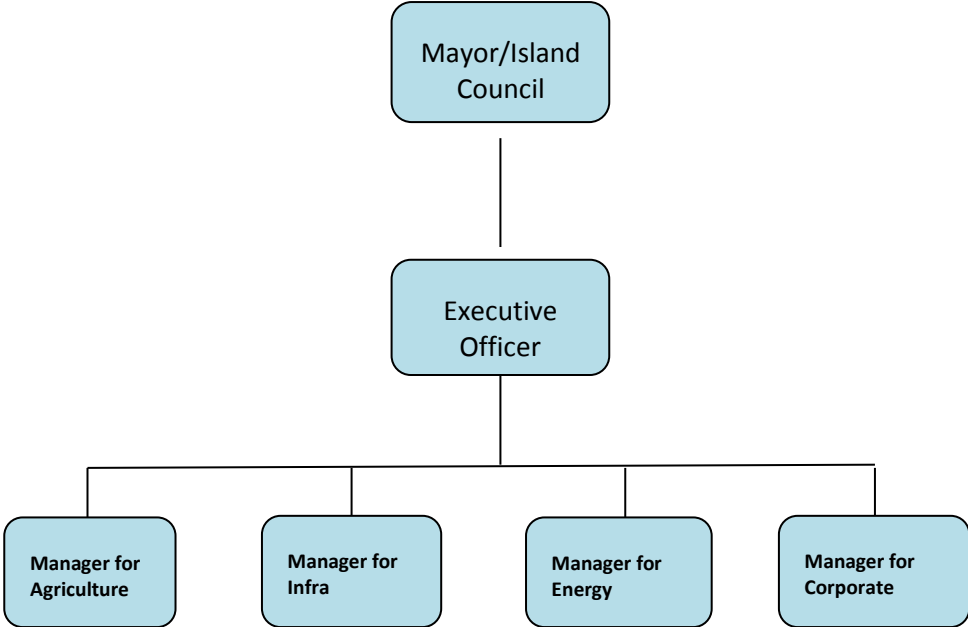 Mayor/Island
Council
Executive
Officer
Manager for
Agriculture
Manager for
Infra
Manager for
Energy
Manager for
Corporate